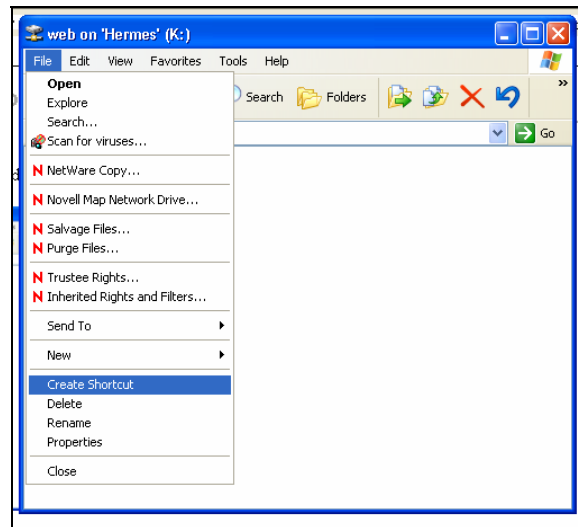 web on 'Hermes' (K:)
File Edit View Favorites Tools Help
Search Folders
»
Go
Open
Explore
Search...
Scan for viruses...
N NetWare Copy...
N Novell Map Network Drive...
N Salvage Files...
N Purge Files...
N Trustee Rights...
N Inherited Rights and Filters...
Send To
New
Create Shortcut
Delete
Rename
Properties
Close